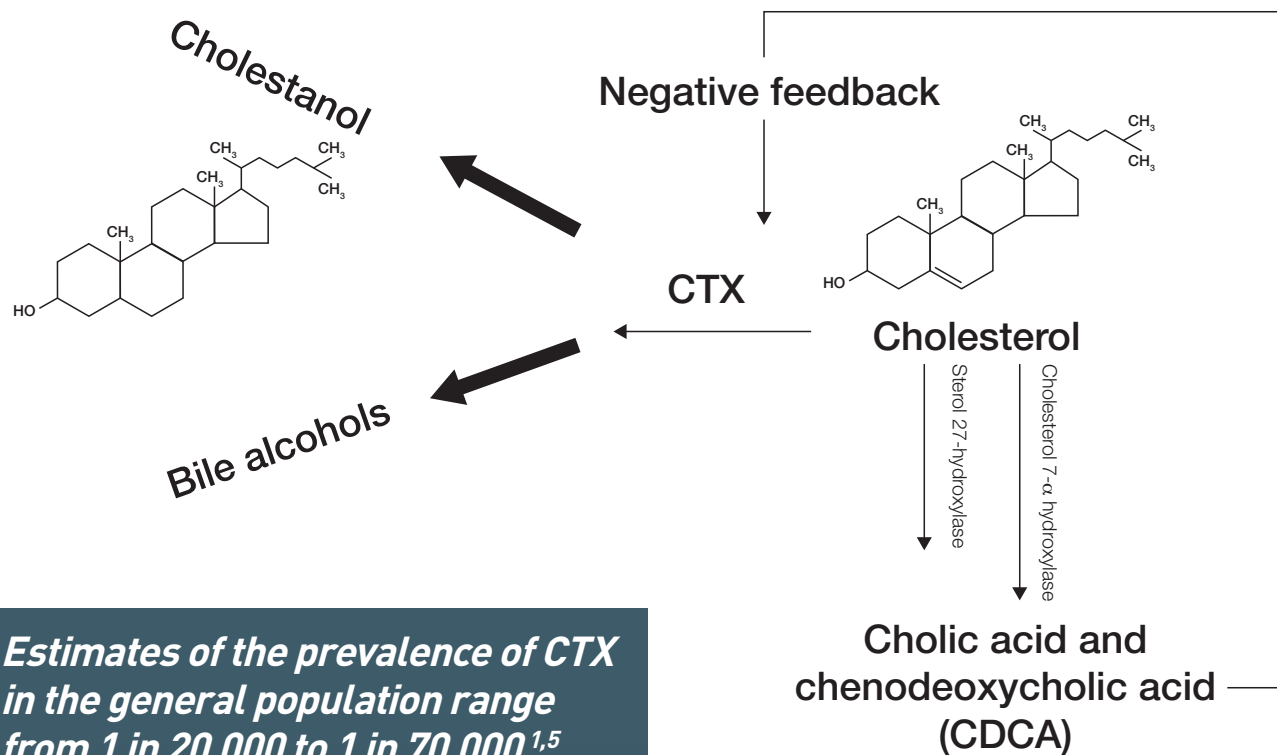 Cholestanol
CH₃
CH₃
CH₃
CH₃
CH₃
HO
Negative feedback
CH₃
CH₃
CH₃
CH₃
CH₃
HO
CTX
Cholesterol
Sterol 27-hydroxylase
Cholesterol 7-α hydroxylase
Bile alcohols
Cholic acid and
chenodeoxycholic acid
(CDCA)
Estimates of the prevalence of CTX
in the general population range
from 1 in 20,000 to 1 in 70,000 1,5